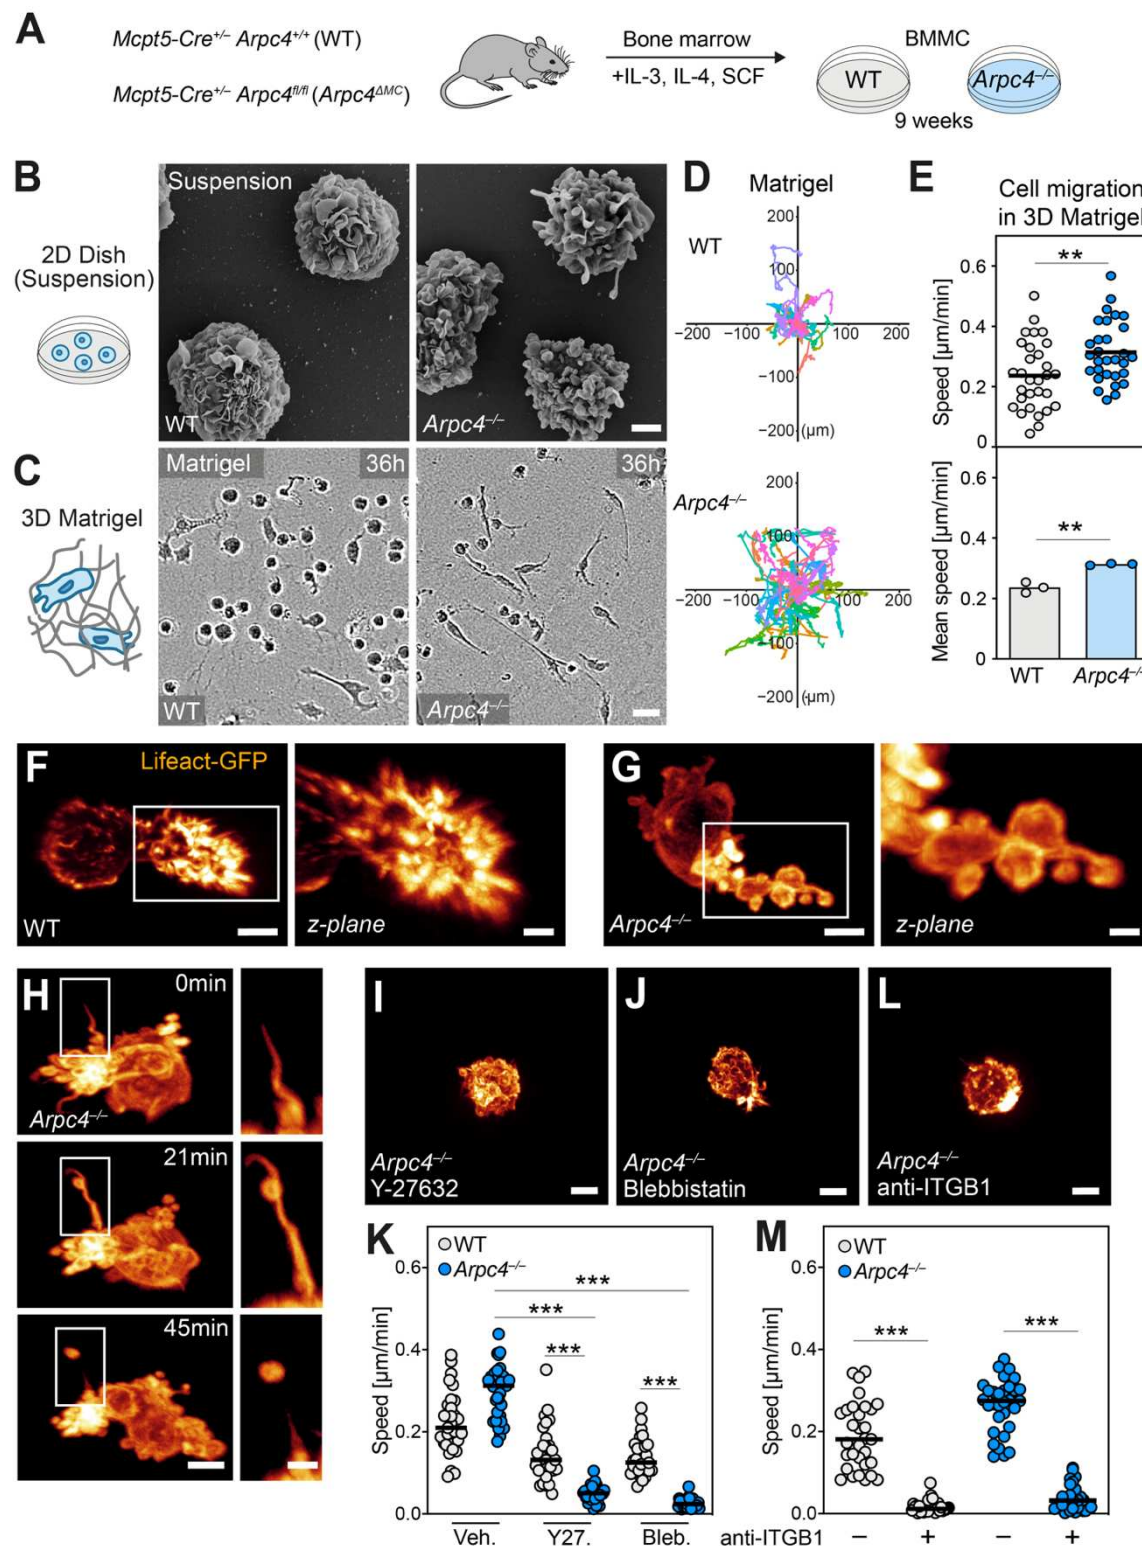 A
Mcpt5-Cre+/– Arpc4+/+ (WT)
Mcpt5-Cre+/– Arpc4fl/fl (Arpc4ΔMC)
Bone marrow
+IL-3, IL-4, SCF
BMMC
WT
Arpc4–/–
9 weeks
B
2D Dish
(Suspension)
Suspension
WT
Arpc4–/–
C
3D Matrigel
Matrigel
36h
WT
36h
Arpc4–/–
D
Matrigel
WT
200
100
−200
−100
100
200
−100
−200
(µm)
Arpc4–/–
200
100
−200
−100
100
200
−100
−200
(µm)
E
Cell migration
in 3D Matrigel
Speed [µm/min]
0.6
0.4
0.2
0
**
Mean speed [µm/min]
0.6
0.4
0.2
0
**
WT
Arpc4–/–
F
Lifeact-GFP
WT
z-plane
G
Arpc4–/–
z-plane
H
0min
Arpc4–/–
21min
45min
I
Arpc4–/–
Y-27632
J
Arpc4–/–
Blebbistatin
L
Arpc4–/–
anti-ITGB1
K
WT
Arpc4–/–
Speed [µm/min]
0.6
0.4
0.2
0.0
***
***
***
***
Veh.
Y27.
Bleb.
M
WT
Arpc4–/–
Speed [µm/min]
0.6
0.4
0.2
0.0
***
***
anti-ITGB1
–
+
–
+